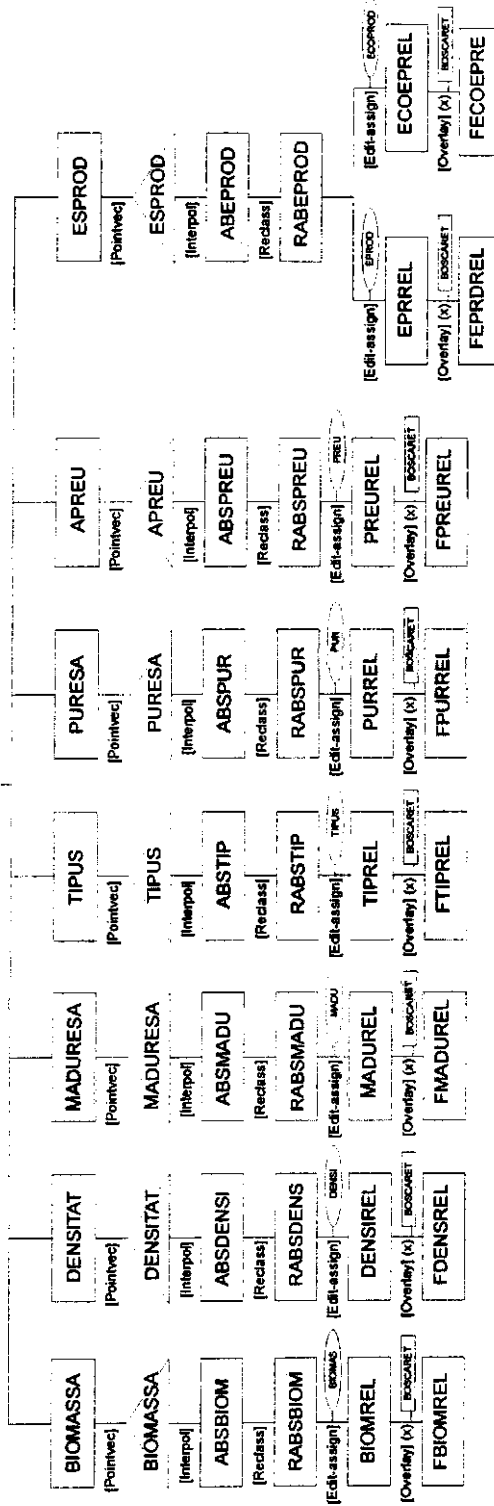 BIOMASSA DENSITAT MADURESA TIPUS PURESA APREU ESPROD
[Pointvec] [Pointvec] [Pointvec] [Pointvec] [Pointvec] [Pointvec] [Pointvec]
BIOMASSA DENSITAT MADURESA TIPUS PURESA APREU ESPROD
[Interpol] [Interpol] [Interpol] [Interpol] [Interpol] [Interpol] [Interpol]
ABSBIOM ABSDENSI ABSMADU ABSTIP ABSPUR ABSPREU ABEPROD
[Reclass] [Reclass] [Reclass] [Reclass] [Reclass] [Reclass] [Reclass]
RABSBIOM RABSDENS RABSMADU RABSTIP RABSPUR RABSPREU RABEPROD
[Edit-assign] BIOMAS [Edit-assign] DENSI [Edit-assign] MADU [Edit-assign] TIPUS [Edit-assign] PUR [Edit-assign] PREU [Edit-assign] EPROD [Edit-assign] ECOPROD
BIOMREL DENSIREL MADUREL TIPREL PURREL PREUREL EPRREL ECOEPREL
[Overlay] (x) BOSCARET [Overlay] (x) BOSCARET [Overlay] (x) BOSCARET [Overlay] (x) BOSCARET [Overlay] (x) BOSCARET [Overlay] (x) BOSCARET [Overlay] (x) BOSCARET [Overlay] (x) BOSCARET
FBIOMREL FDENSREL FMADUREL FTIPREL FPURREL FPREUREL FEPRDREL FECOEPRE